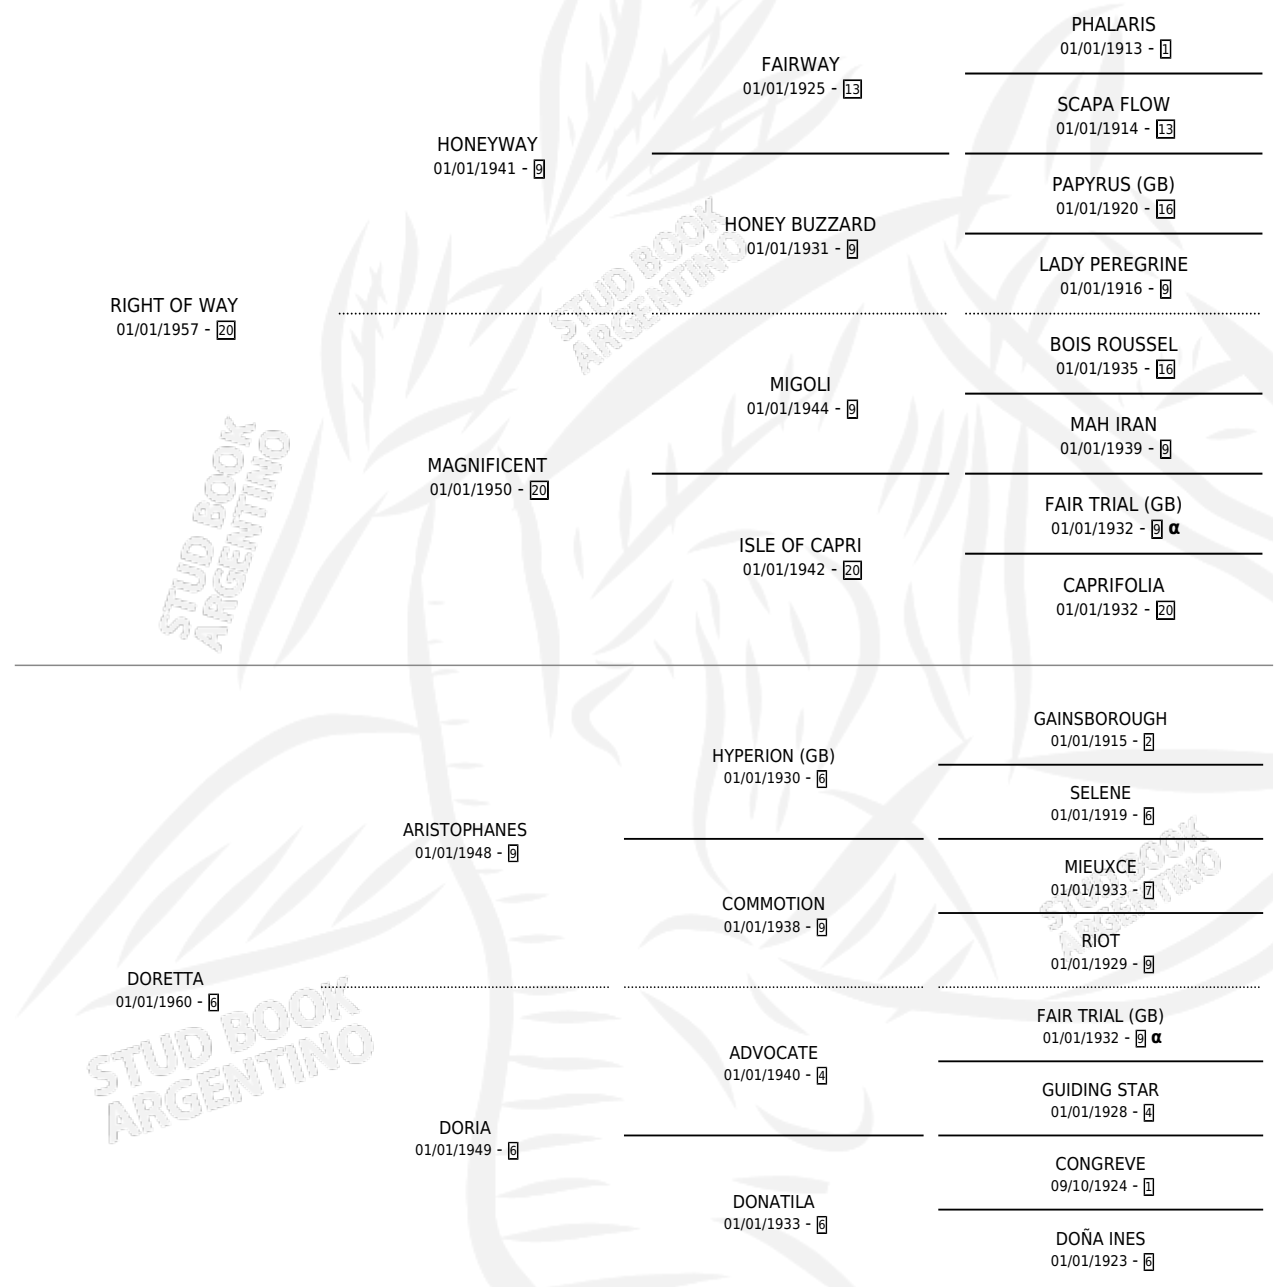 PHALARIS
01/01/1913 - 1
FAIRWAY
01/01/1925 - 13
SCAPA FLOW
01/01/1914 - 13
HONEYWAY
01/01/1941 - 9
PAPYRUS (GB)
01/01/1920 - 16
HONEY BUZZARD
01/01/1931 - 9
LADY PEREGRINE
01/01/1916 - 9
RIGHT OF WAY
01/01/1957 - 20
STUD BOOK
ARGENTINO
BOIS ROUSSEL
01/01/1935 - 16
MIGOLI
01/01/1944 - 9
MAH IRAN
01/01/1939 - 9
MAGNIFICENT
01/01/1950 - 20
FAIR TRIAL (GB)
01/01/1932 - 9 α
ISLE OF CAPRI
01/01/1942 - 20
CAPRIFOLIA
01/01/1932 - 20
STUD BOOK
ARGENTINO
GAINSBOROUGH
01/01/1915 - 2
HYPERION (GB)
01/01/1930 - 6
SELENE
01/01/1919 - 6
ARISTOPHANES
01/01/1948 - 9
MIEUXCE
01/01/1933 - 7
COMMOTION
01/01/1938 - 9
RIOT
01/01/1929 - 9
STUD BOOK
ARGENTINO
DORETTA
01/01/1960 - 6
FAIR TRIAL (GB)
01/01/1932 - 9 α
ADVOCATE
01/01/1940 - 4
GUIDING STAR
01/01/1928 - 4
STUD BOOK
ARGENTINO
DORIA
01/01/1949 - 6
CONGREVE
09/10/1924 - 1
DONATILA
01/01/1933 - 6
DOÑA INES
01/01/1923 - 6